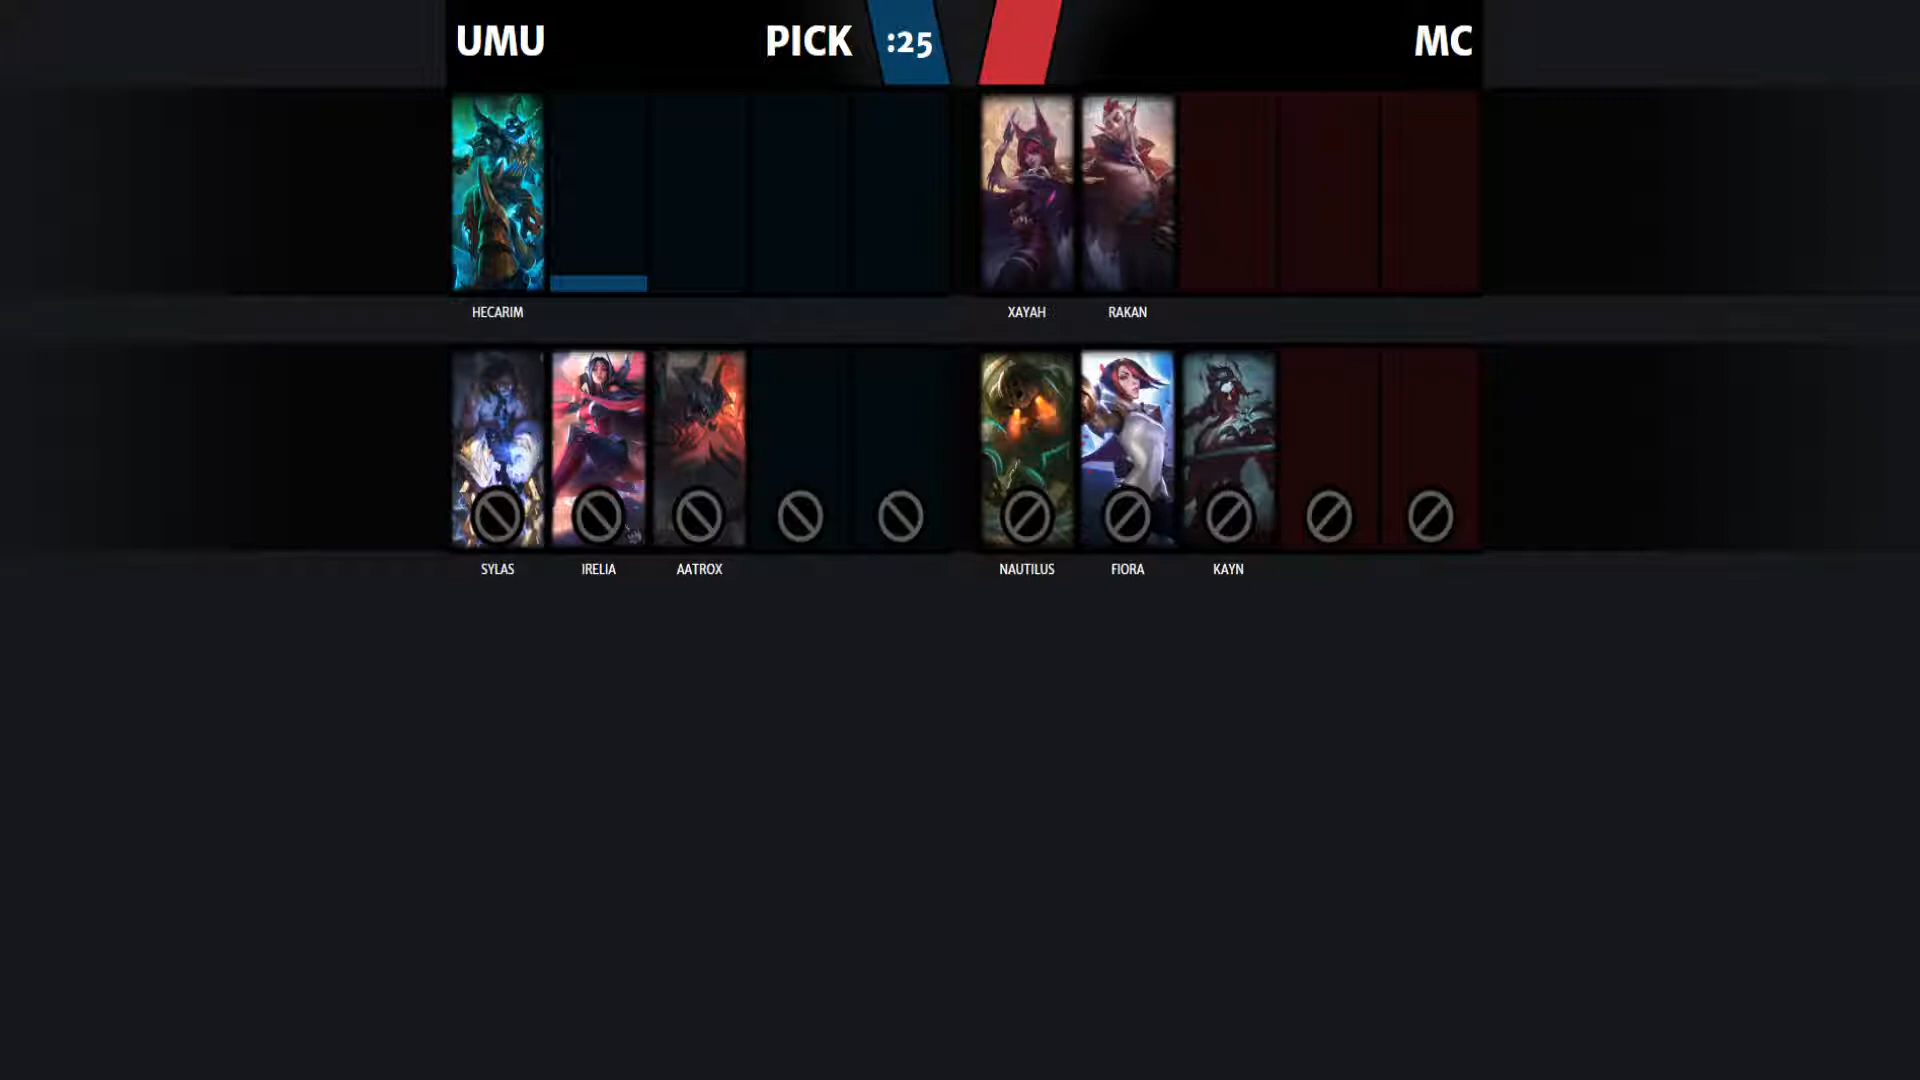 UMU PICK :25 MC
HECARIM XAYAH RAKAN
SYLAS IRELIA AATROX NAUTILUS FIORA KAYN